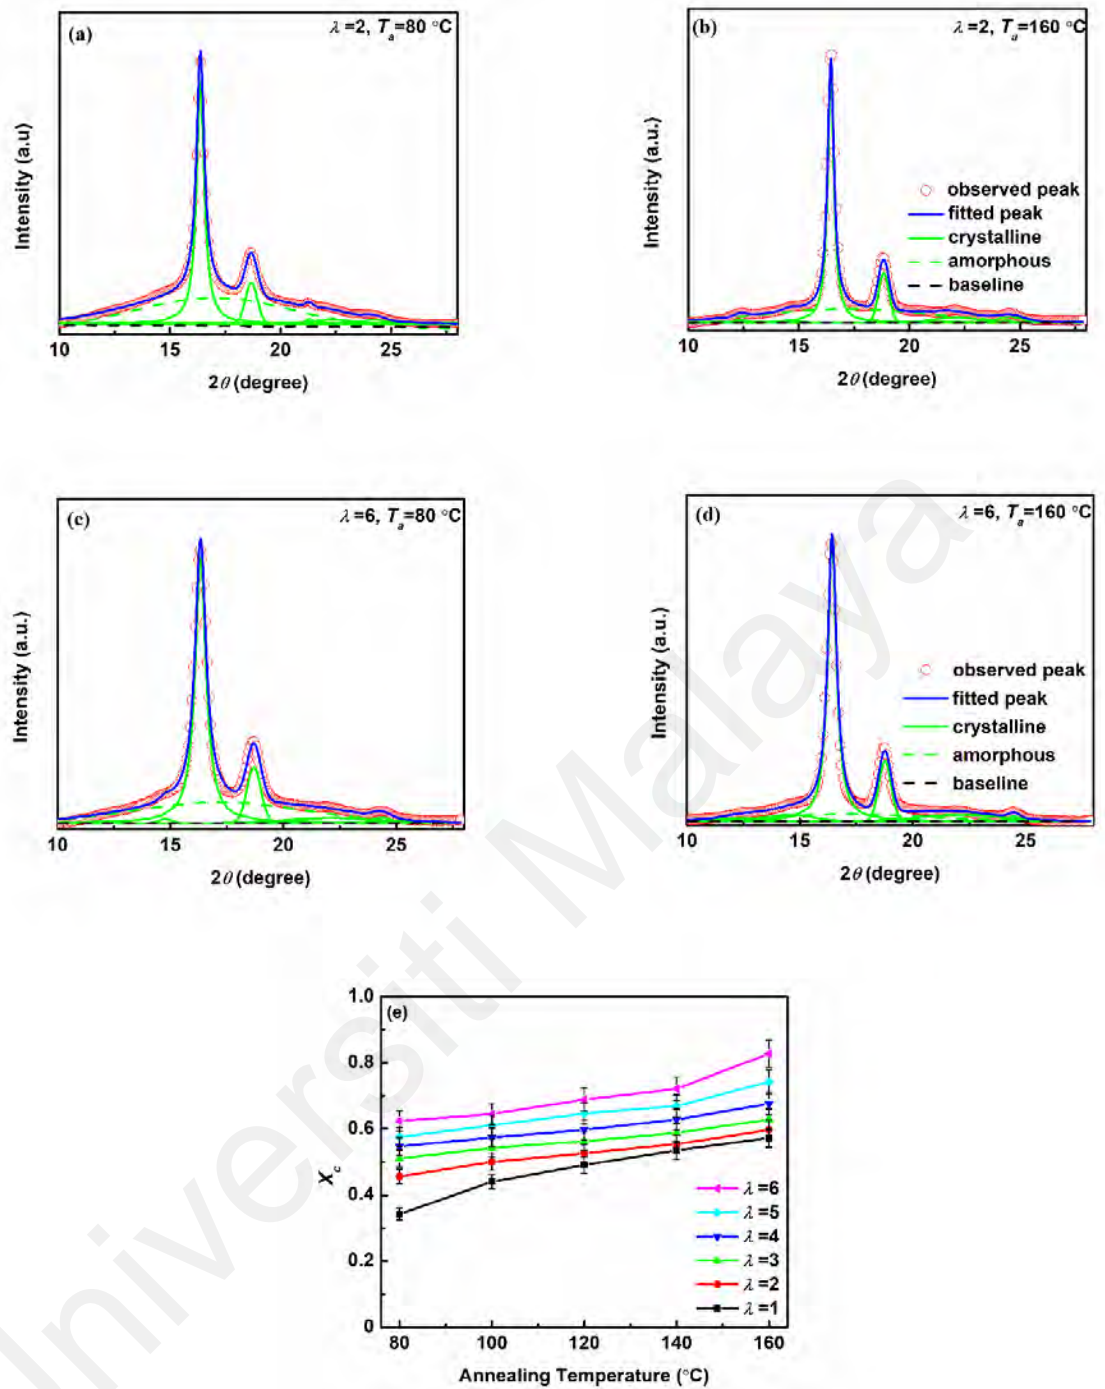 (a)
λ =2, Tₐ=80 °C
Intensity (a.u)
10 15 20 25
2θ (degree)
(b)
λ =2, Tₐ=160 °C
Intensity (a.u.)
observed peak
fitted peak
crystalline
amorphous
baseline
10 15 20 25
2θ (degree)
(c)
λ =6, Tₐ=80 °C
Intensity (a.u.)
10 15 20 25
2θ (degree)
(d)
λ =6, Tₐ=160 °C
Intensity (a.u.)
observed peak
fitted peak
crystalline
amorphous
baseline
10 15 20 25
2θ (degree)
(e)
1.0
0.8
0.6
0.4
0.2
0
X_c
λ =6
λ =5
λ =4
λ =3
λ =2
λ =1
80 100 120 140 160
Annealing Temperature (°C)
Universiti Malaya